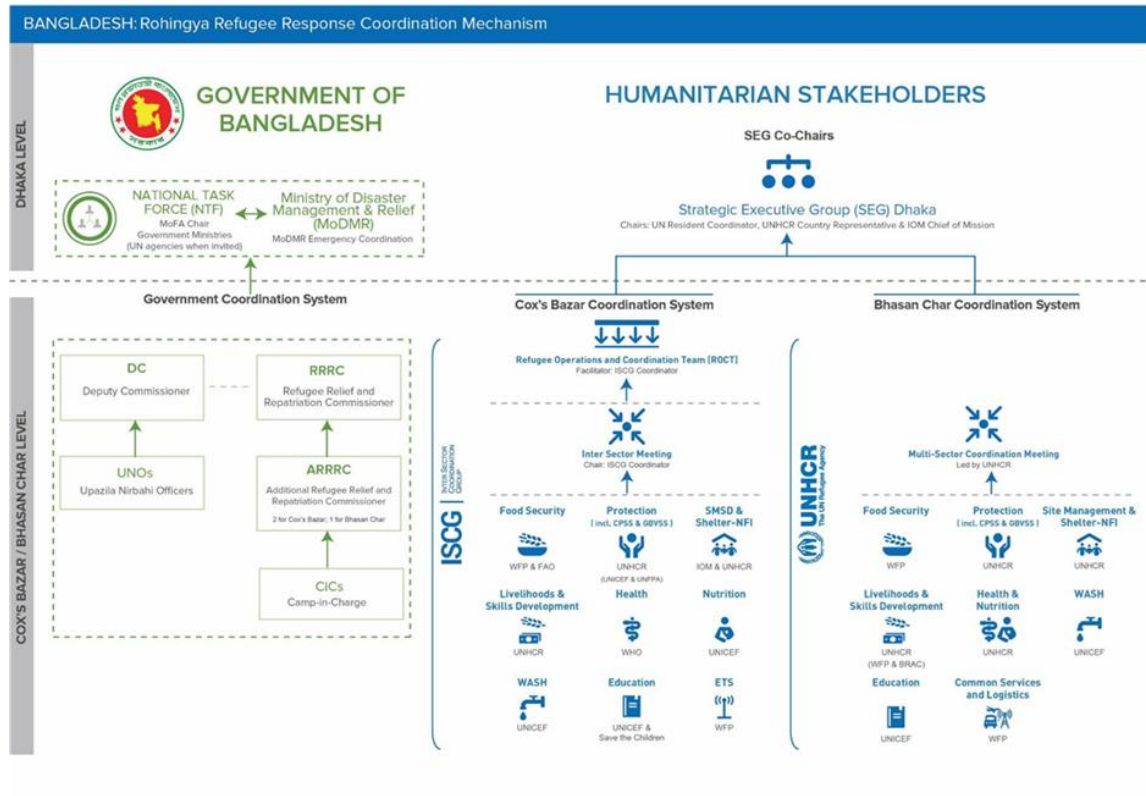 BANGLADESH: Rohingya Refugee Response Coordination Mechanism
DHAKA LEVEL
GOVERNMENT OF
BANGLADESH
NATIONAL TASK
FORCE (NTF)
MoFA Chair
Government Ministries
(UN agencies when invited)
Ministry of Disaster
Management & Relief
(MoDMR)
MoDMR Emergency Coordination
HUMANITARIAN STAKEHOLDERS
SEG Co-Chairs
Strategic Executive Group (SEG) Dhaka
Chairs: UN Resident Coordinator, UNHCR Country Representative & IOM Chief of Mission
COX'S BAZAR / BHASAN CHAR LEVEL
Government Coordination System
DC
Deputy Commissioner
RRRC
Refugee Relief and
Repatriation Commissioner
UNOs
Upazila Nirbahi Officers
ARRRC
Additional Refugee Relief and
Repatriation Commissioner
2 for Cox's Bazar; 1 for Bhasan Char
CiCs
Camp-in-Charge
Cox's Bazar Coordination System
ISCG
INTER SECTOR
COORDINATION
GROUP
Refugee Operations and Coordination Team (ROCT)
Facilitator: ISCG Coordinator
Inter Sector Meeting
Chair: ISCG Coordinator
Food Security
WFP & FAO
Protection
( incl. CPSS & GBVSS )
UNHCR
(UNICEF & UNFPA)
SMSD &
Shelter-NFI
IOM & UNHCR
Livelihoods &
Skills Development
UNHCR
Health
WHO
Nutrition
UNICEF
WASH
UNICEF
Education
UNICEF &
Save the Children
ETS
WFP
Bhasan Char Coordination System
UNHCR
The UN Refugee Agency
Multi-Sector Coordination Meeting
Led by UNHCR
Food Security
WFP
Protection
( incl. CPSS & GBVSS )
UNHCR
Site Management &
Shelter-NFI
UNHCR
Livelihoods &
Skills Development
UNHCR
(WFP & BRAC)
Health &
Nutrition
UNHCR
WASH
UNICEF
Education
UNICEF
Common Services
and Logistics
WFP